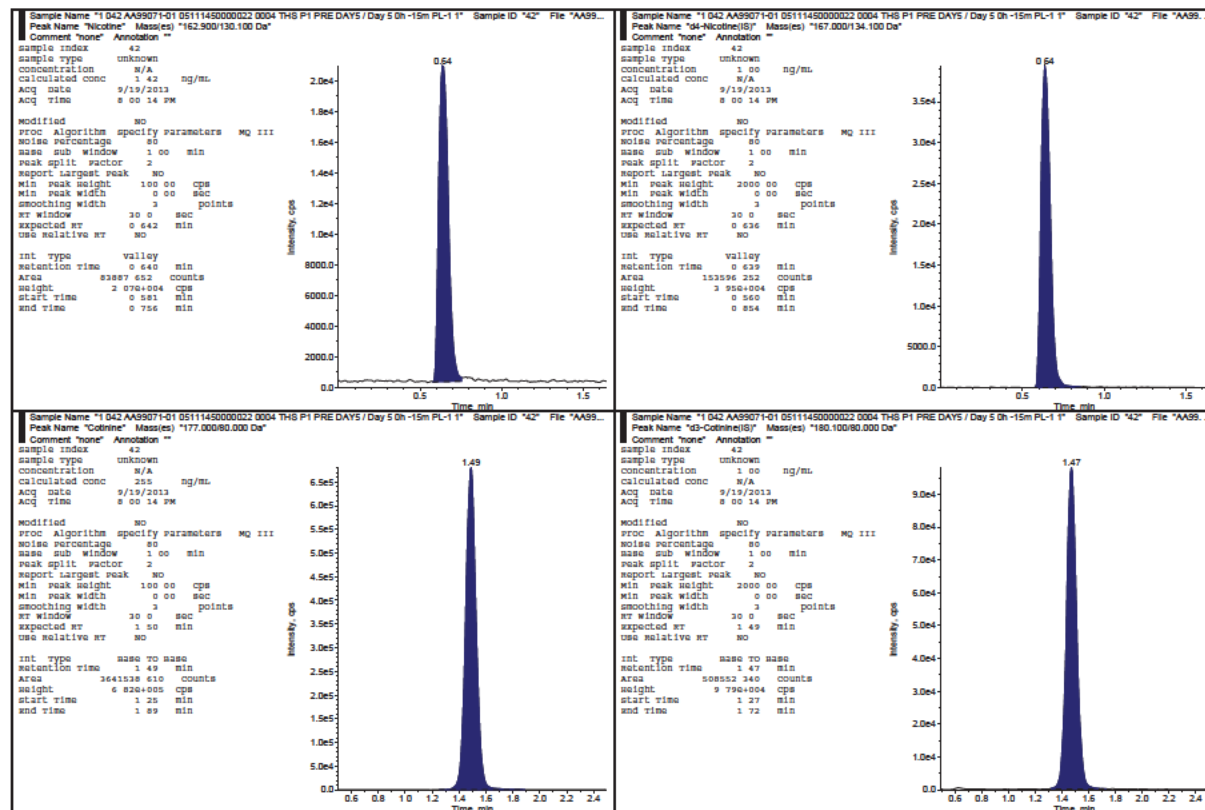 Sample Name "1 042 AA99071-01 05111450000022 0004 THS P1 PRE DAY5 / Day 5 0h -15m PL-1 1" Sample ID "42" File "AA99...
Peak Name "Nicotine" Mass(es) "162.900/130.100 Da"
Comment "none" Annotation ""
Sample Index 42
Sample Type Unknown
Concentration N/A
Calculated Conc 1 42 ng/mL
Acq Date 9/19/2013
Acq Time 8 00 14 PM
Modified NO
Proc Algorithm Specify Parameters MQ III
Noise Percentage 80
Base Sub Window 1 00 min
Peak Split Factor 2
Report Largest Peak NO
Min Peak Height 100 00 cps
Min Peak Width 0 00 sec
Smoothing Width 3 points
RT Window 30 0 sec
Expected RT 0 642 min
Use Relative RT NO
Int Type Valley
Retention Time 0 640 min
Area 83887 652 counts
Height 2 07e+004 cps
Start Time 0 581 min
End Time 0 756 min
0.64
Intensity, cps
2.0e4
1.8e4
1.6e4
1.4e4
1.2e4
1.0e4
8000.0
6000.0
4000.0
2000.0
0.0
0.5 1.0 1.5
Time, min
Sample Name "1 042 AA99071-01 05111450000022 0004 THS P1 PRE DAY5 / Day 5 0h -15m PL-1 1" Sample ID "42" File "AA99...
Peak Name "d4-Nicotine(IS)" Mass(es) "167.000/134.100 Da"
Comment "none" Annotation ""
Sample Index 42
Sample Type Unknown
Concentration 1 00 ng/mL
Calculated Conc N/A
Acq Date 9/19/2013
Acq Time 8 00 14 PM
Modified NO
Proc Algorithm Specify Parameters MQ III
Noise Percentage 80
Base Sub Window 1 00 min
Peak Split Factor 2
Report Largest Peak NO
Min Peak Height 2000 00 cps
Min Peak Width 0 00 sec
Smoothing Width 3 points
RT Window 30 0 sec
Expected RT 0 636 min
Use Relative RT NO
Int Type Valley
Retention Time 0 639 min
Area 153596 252 counts
Height 3 95e+004 cps
Start Time 0 560 min
End Time 0 854 min
0.64
Intensity, cps
3.5e4
3.0e4
2.5e4
2.0e4
1.5e4
1.0e4
5000.0
0.0
0.5 1.0 1.5
Time, min
Sample Name "1 042 AA99071-01 05111450000022 0004 THS P1 PRE DAY5 / Day 5 0h -15m PL-1 1" Sample ID "42" File "AA99...
Peak Name "Cotinine" Mass(es) "177.000/80.000 Da"
Comment "none" Annotation ""
Sample Index 42
Sample Type Unknown
Concentration N/A
Calculated Conc 255 ng/mL
Acq Date 9/19/2013
Acq Time 8 00 14 PM
Modified NO
Proc Algorithm Specify Parameters MQ III
Noise Percentage 80
Base Sub Window 1 00 min
Peak Split Factor 2
Report Largest Peak NO
Min Peak Height 100 00 cps
Min Peak Width 0 00 sec
Smoothing Width 3 points
RT Window 30 0 sec
Expected RT 1 50 min
Use Relative RT NO
Int Type Base To Base
Retention Time 1 49 min
Area 3641538 610 counts
Height 6 82e+005 cps
Start Time 1 25 min
End Time 1 89 min
1.49
Intensity, cps
6.5e5
6.0e5
5.5e5
5.0e5
4.5e5
4.0e5
3.5e5
3.0e5
2.5e5
2.0e5
1.5e5
1.0e5
5.0e4
0.0
0.6 0.8 1.0 1.2 1.4 1.6 1.8 2.0 2.2 2.4
Time, min
Sample Name "1 042 AA99071-01 05111450000022 0004 THS P1 PRE DAY5 / Day 5 0h -15m PL-1 1" Sample ID "42" File "AA99...
Peak Name "d3-Cotinine(IS)" Mass(es) "180.100/80.000 Da"
Comment "none" Annotation ""
Sample Index 42
Sample Type Unknown
Concentration 1 00 ng/mL
Calculated Conc N/A
Acq Date 9/19/2013
Acq Time 8 00 14 PM
Modified NO
Proc Algorithm Specify Parameters MQ III
Noise Percentage 80
Base Sub Window 1 00 min
Peak Split Factor 2
Report Largest Peak NO
Min Peak Height 2000 00 cps
Min Peak Width 0 00 sec
Smoothing Width 3 points
RT Window 30 0 sec
Expected RT 1 49 min
Use Relative RT NO
Int Type Base To Base
Retention Time 1 47 min
Area 508552 340 counts
Height 9 79e+004 cps
Start Time 1 27 min
End Time 1 72 min
1.47
Intensity, cps
9.0e4
8.0e4
7.0e4
6.0e4
5.0e4
4.0e4
3.0e4
2.0e4
1.0e4
0.0
0.6 0.8 1.0 1.2 1.4 1.6 1.8 2.0 2.2 2.4
Time, min